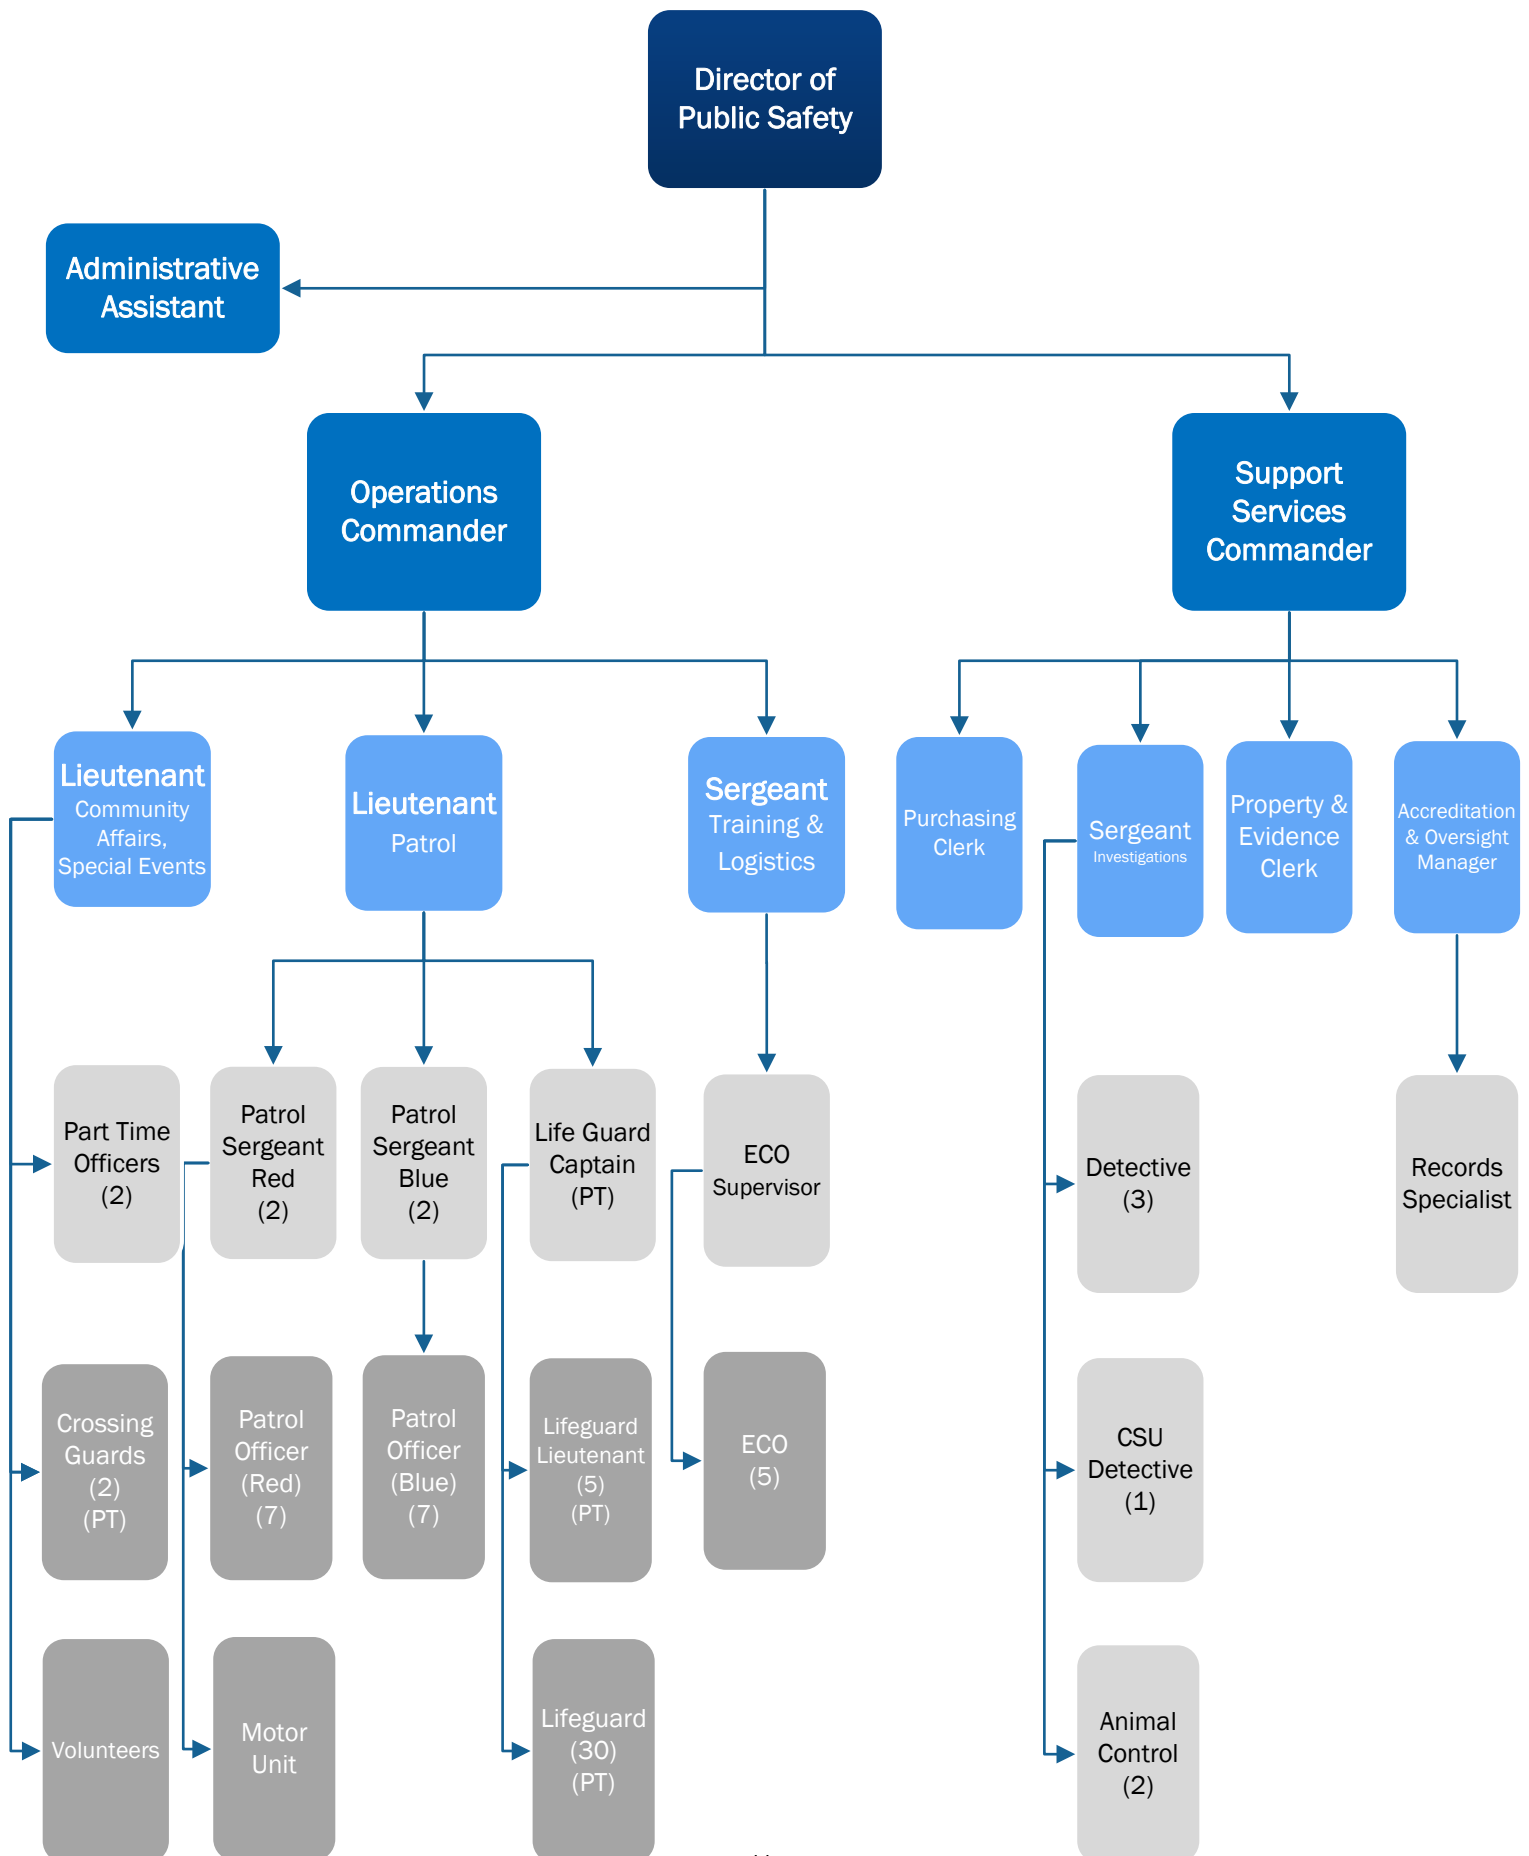 Director of
Public Safety
Administrative
Assistant
Operations
Commander
Support
Services
Commander
Lieutenant
Community
Affairs,
Special Events
Lieutenant
Patrol
Sergeant
Training &
Logistics
Purchasing
Clerk
Sergeant
Investigations
Property &
Evidence
Clerk
Accreditation
& Oversight
Manager
Part Time
Officers
(2)
Patrol
Sergeant
Red
(2)
Patrol
Sergeant
Blue
(2)
Life Guard
Captain
(PT)
ECO
Supervisor
Detective
(3)
Records
Specialist
Crossing
Guards
(2)
(PT)
Patrol
Officer
(Red)
(7)
Patrol
Officer
(Blue)
(7)
Lifeguard
Lieutenant
(5)
(PT)
ECO
(5)
CSU
Detective
(1)
Volunteers
Motor
Unit
Lifeguard
(30)
(PT)
Animal
Control
(2)